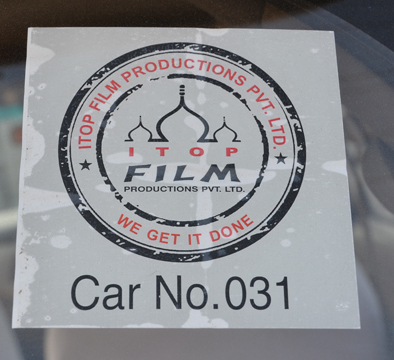 ITOP FILM PRODUCTIONS PVT. LTD.
ITOP
FILM
PRODUCTIONS PVT. LTD.
WE GET IT DONE
Car No.031